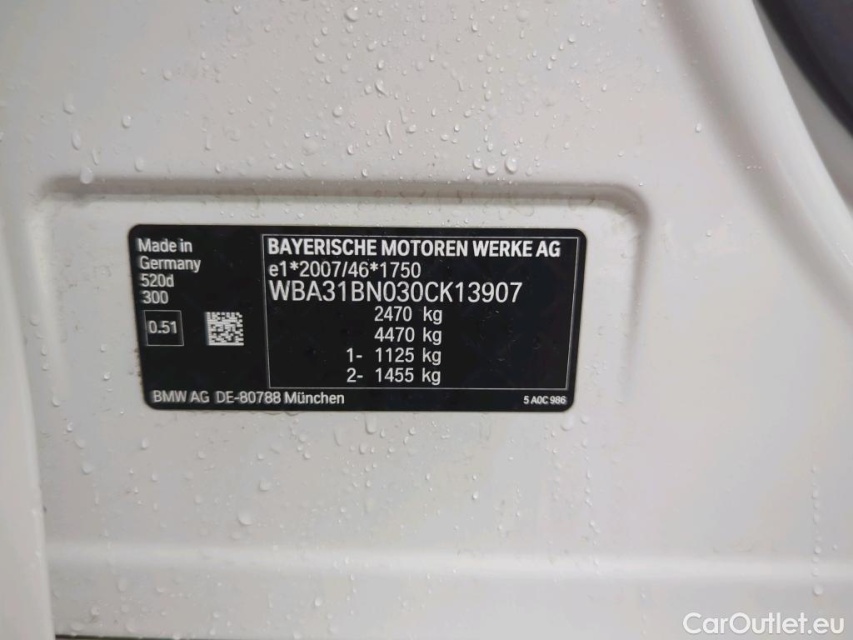 Made in
Germany
520d
300
0.51
BAYERISCHE MOTOREN WERKE AG
e1*2007/46*1750
WBA31BN030CK13907
2470 kg
4470 kg
1- 1125 kg
2- 1455 kg
BMW AG DE-80788 München
5 A0C 986
CarOutlet.eu